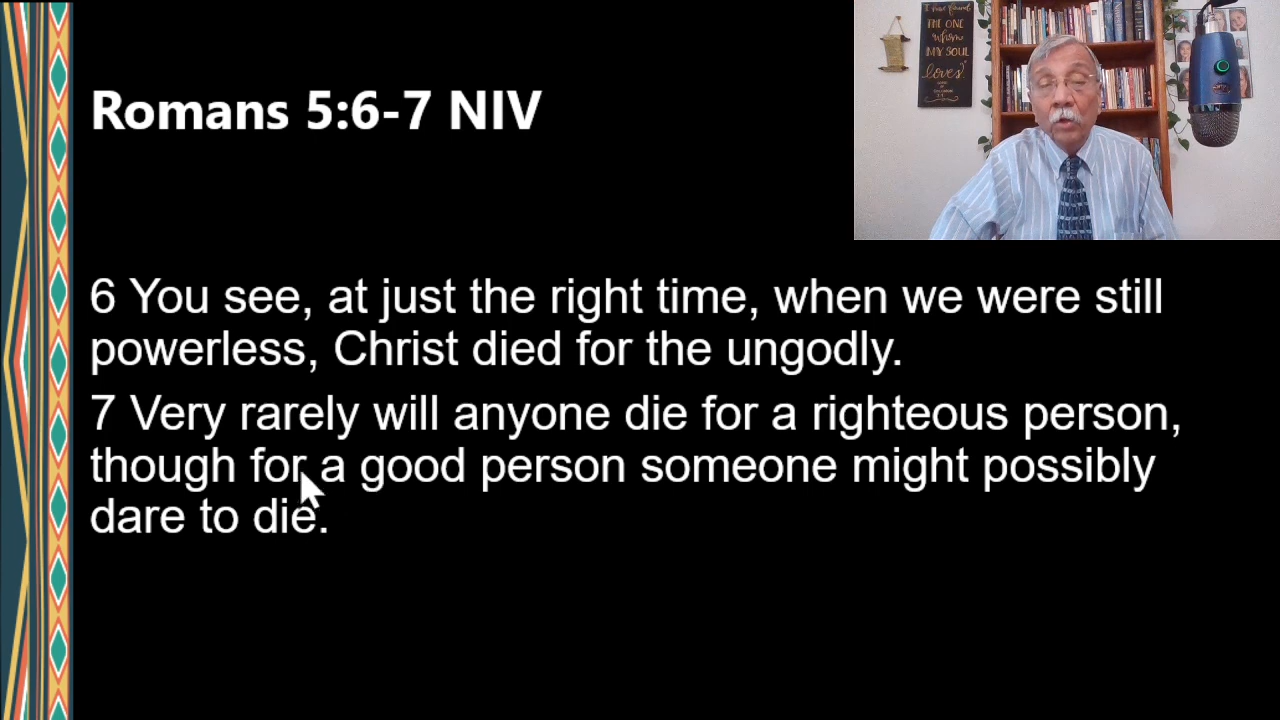 Romans 5:6-7 NIV
I have found
THE ONE
whom
MY SOUL
loves.
6 You see, at just the right time, when we were still
powerless, Christ died for the ungodly.
7 Very rarely will anyone die for a righteous person,
though for a good person someone might possibly
dare to die.